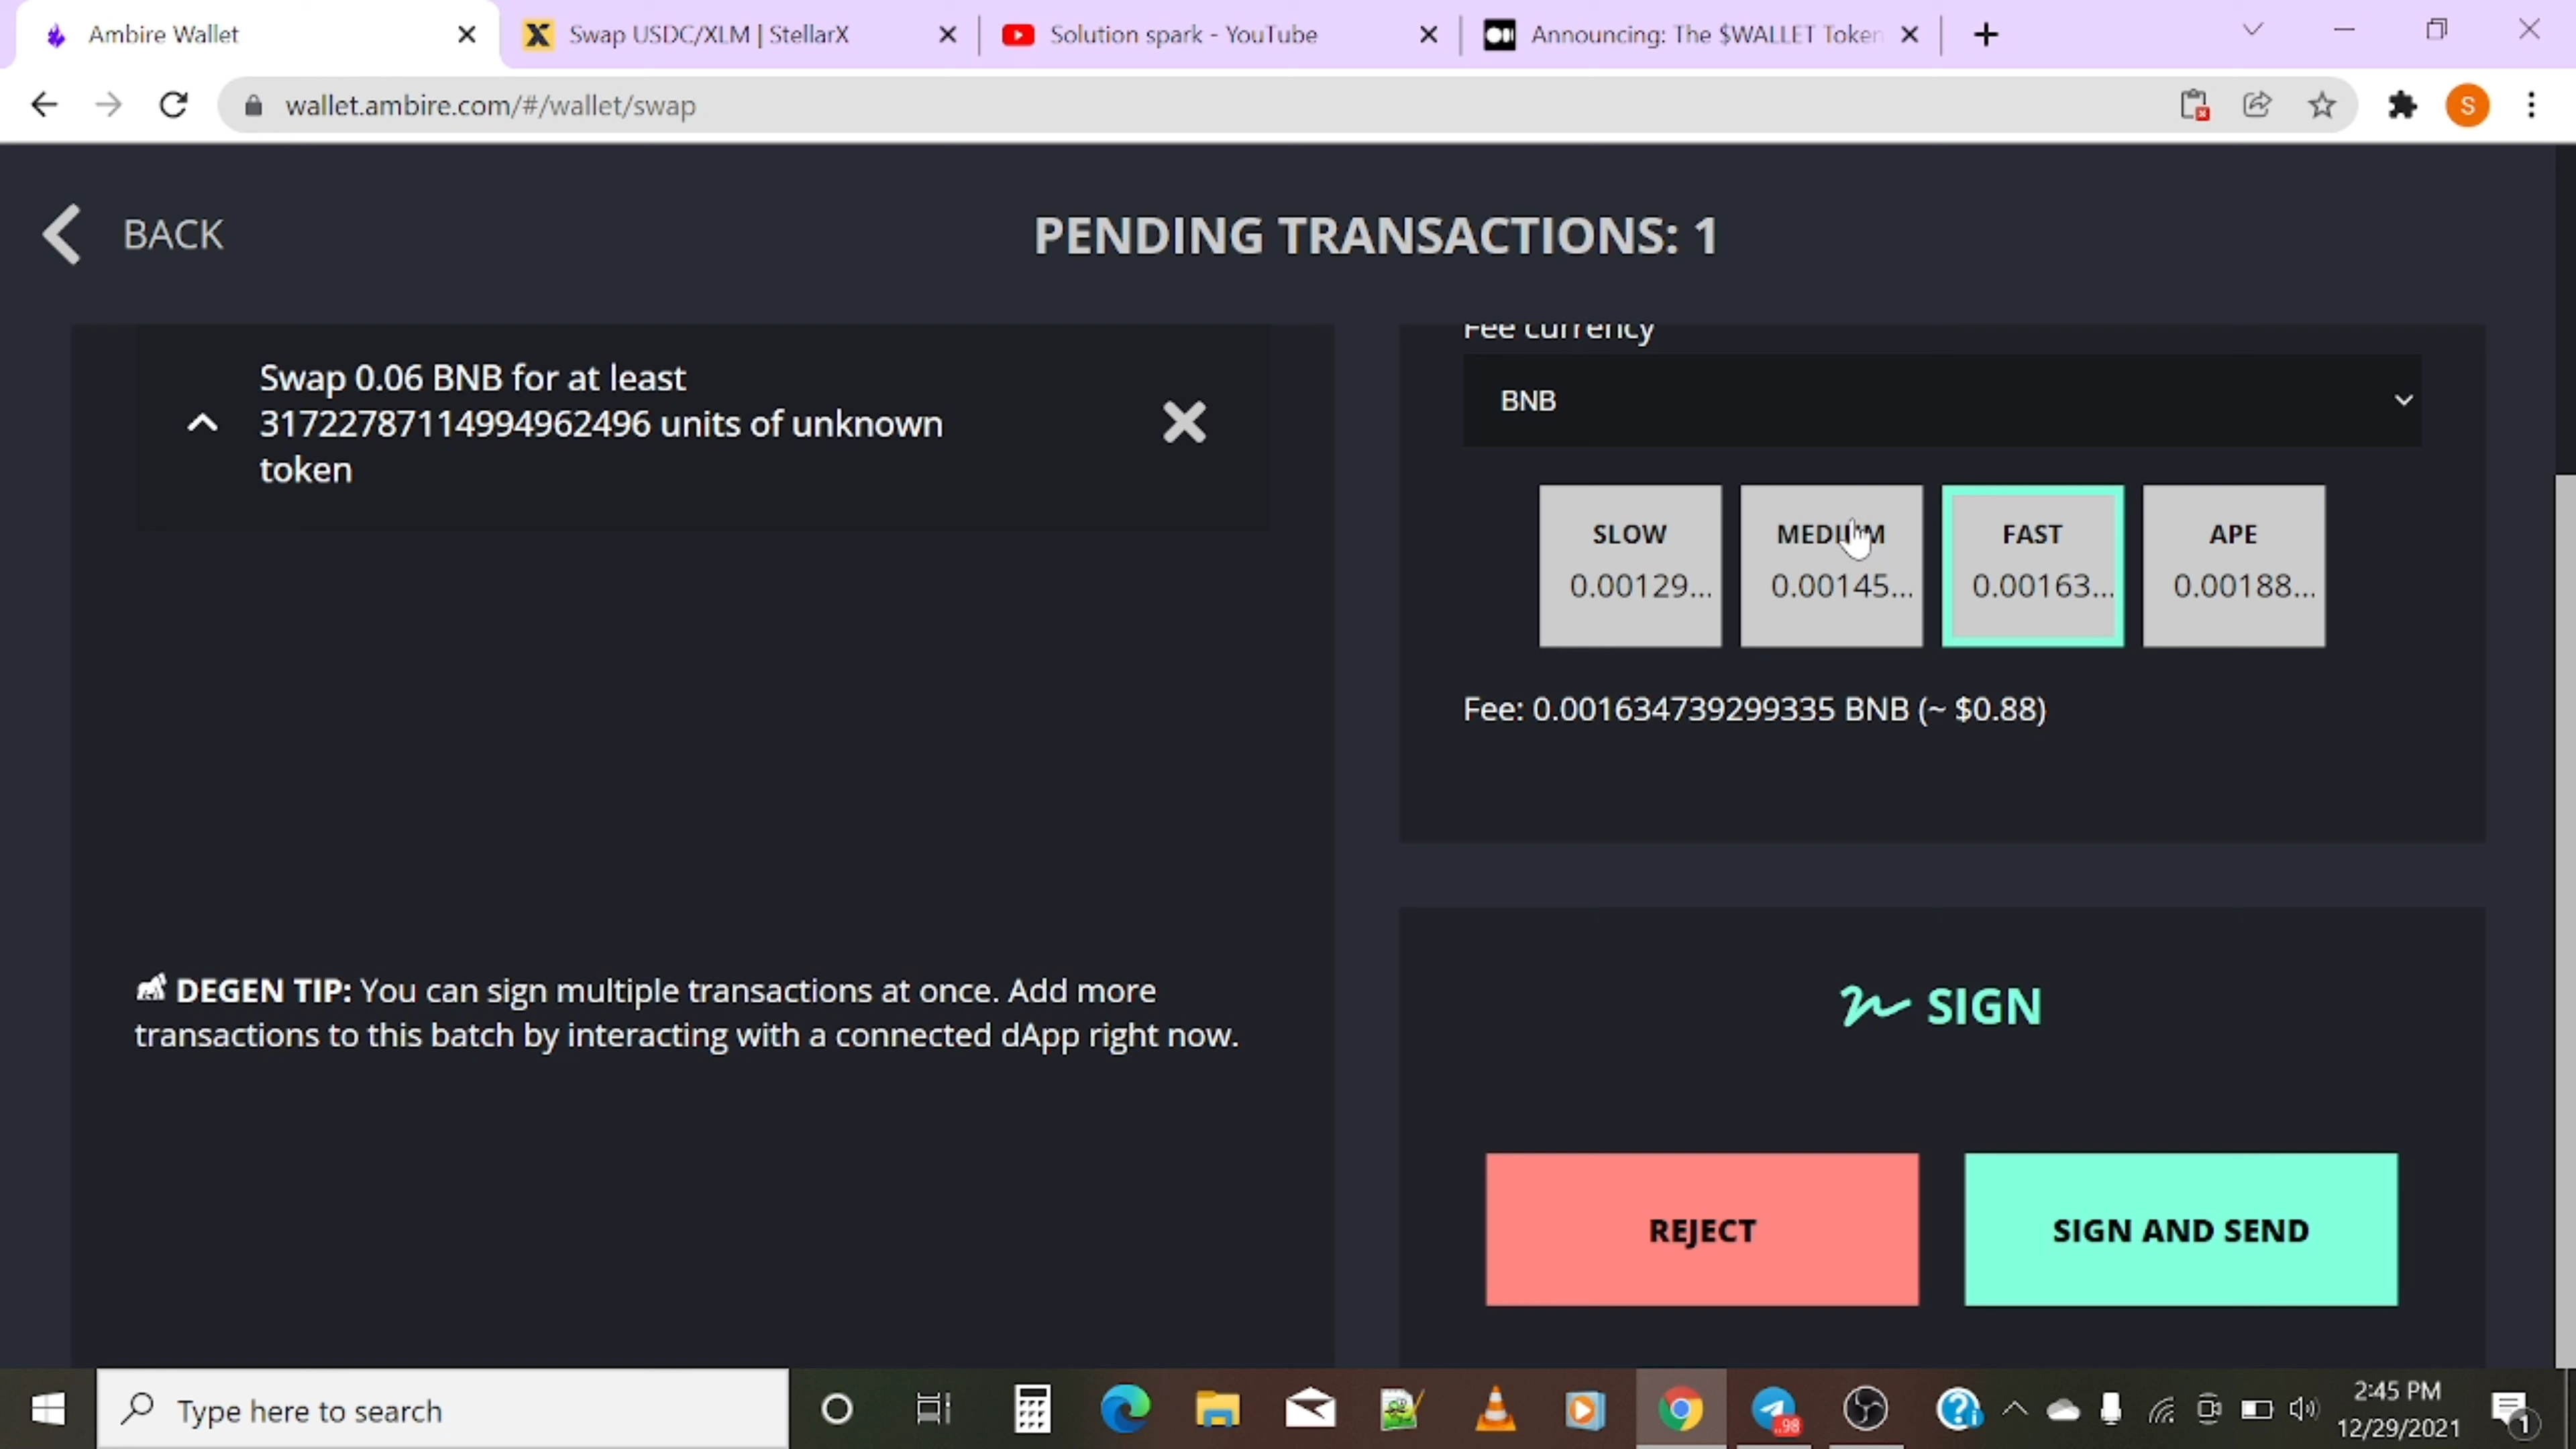 Ambire Wallet
Swap USDC/XLM | StellarX
Solution spark - YouTube
Announcing: The $WALLET Token
wallet.ambire.com/#/wallet/swap
S
BACK
PENDING TRANSACTIONS: 1
Swap 0.06 BNB for at least
31722787114994962496 units of unknown
token
Fee currency
BNB
SLOW
0.00129...
MEDIUM
0.00145...
FAST
0.00163...
APE
0.00188...
Fee: 0.001634739299335 BNB (~ $0.88)
DEGEN TIP: You can sign multiple transactions at once. Add more
transactions to this batch by interacting with a connected dApp right now.
SIGN
REJECT
SIGN AND SEND
Type here to search
..98
2:45 PM
12/29/2021
1